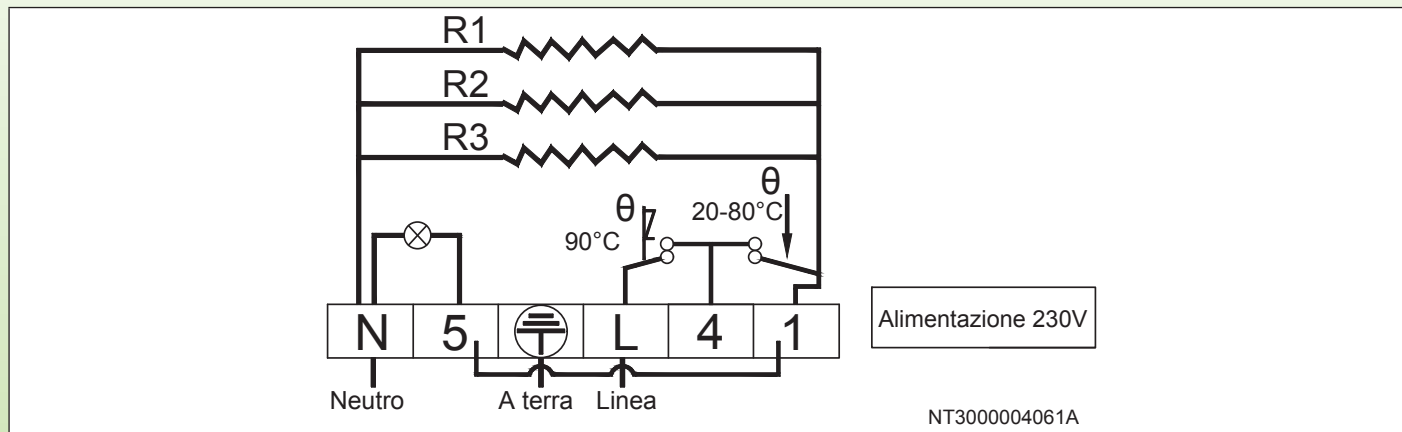 R1
R2
R3
θ
20-80°C
θ
90°C
N 5 L 4 1
Alimentazione 230V
Neutro A terra Linea
NT3000004061A